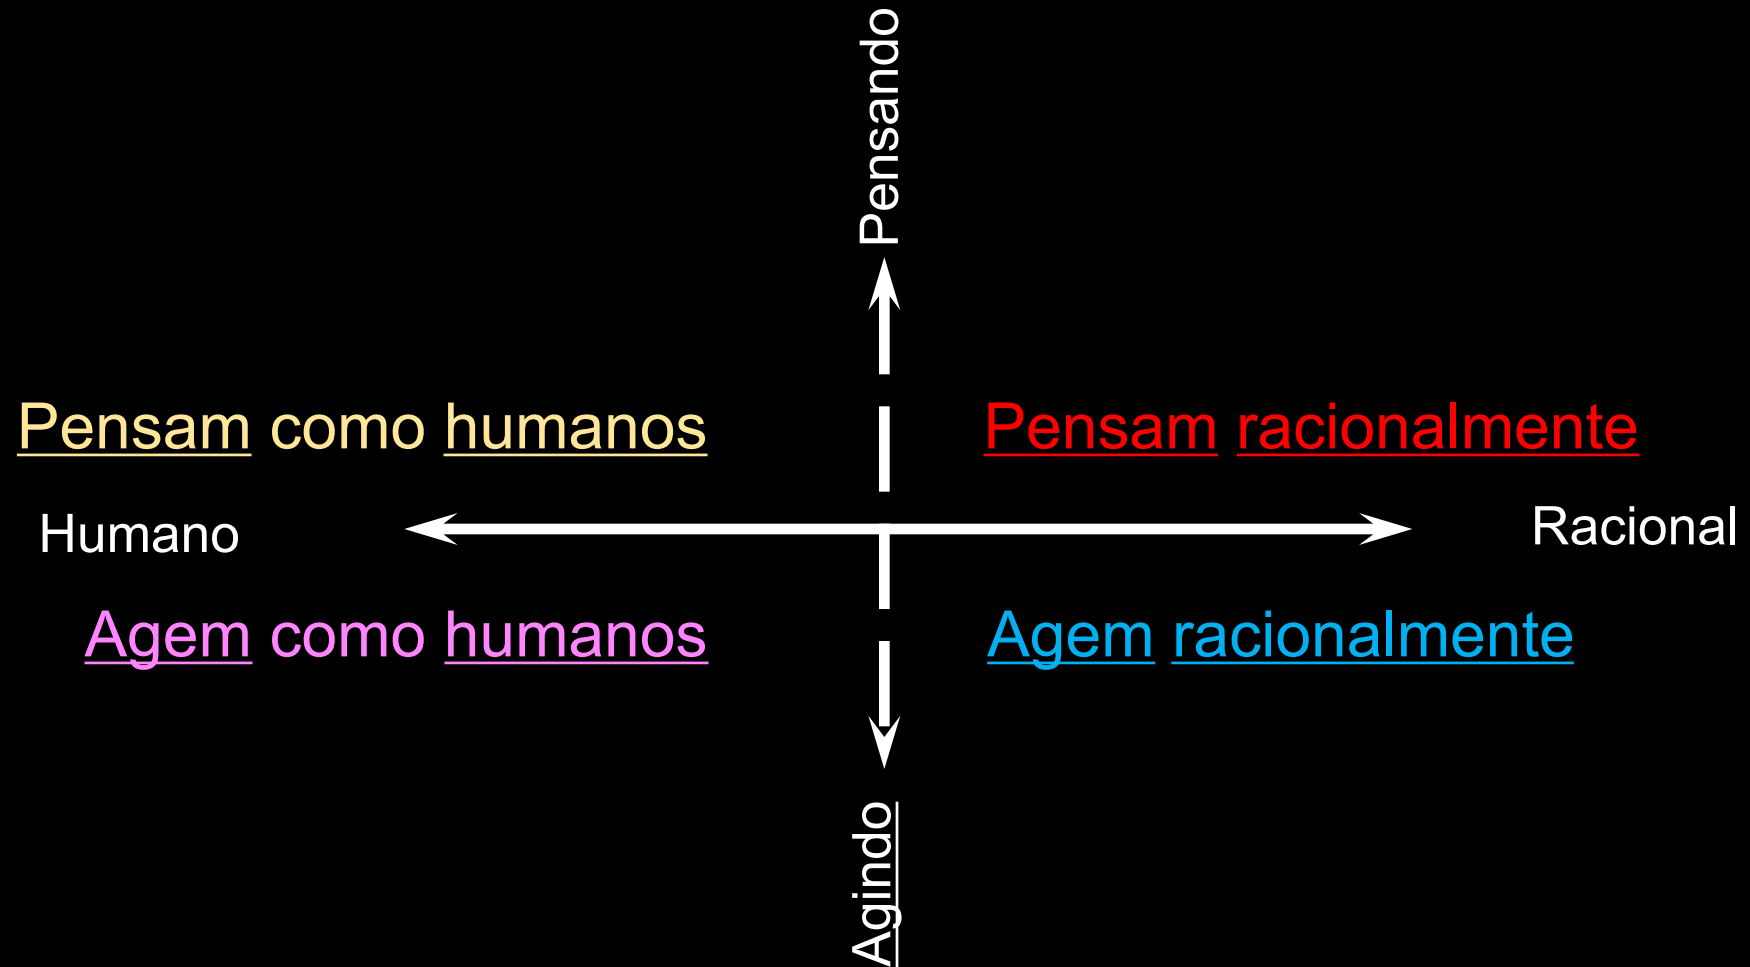 Pensando
Pensam como humanos
Pensam racionalmente
Humano
Racional
Agem como humanos
Agem racionalmente
Agindo